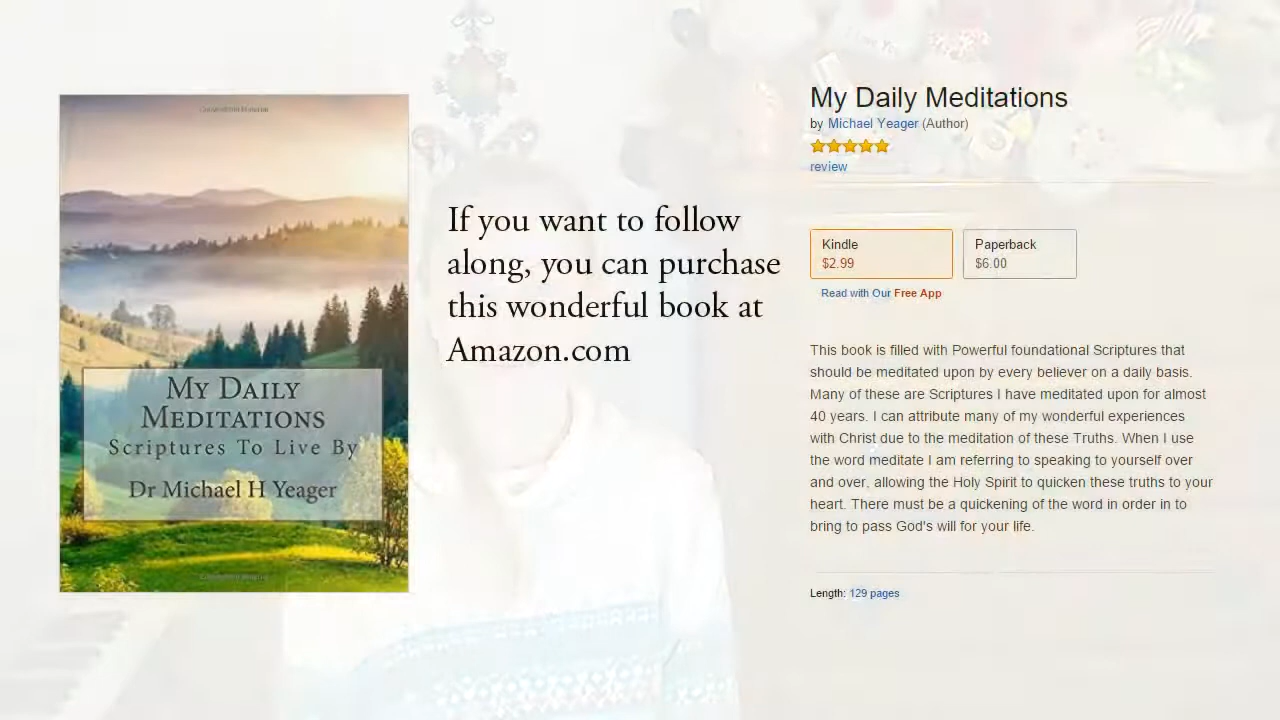 My Daily
Meditations
Scriptures To Live By
Dr Michael H Yeager
If you want to follow
along, you can purchase
this wonderful book at
Amazon.com
My Daily Meditations
by Michael Yeager (Author)
review
Kindle
$2.99
Paperback
$6.00
Read with Our Free App
This book is filled with Powerful foundational Scriptures that
should be meditated upon by every believer on a daily basis.
Many of these are Scriptures I have meditated upon for almost
40 years. I can attribute many of my wonderful experiences
with Christ due to the meditation of these Truths. When I use
the word meditate I am referring to speaking to yourself over
and over, allowing the Holy Spirit to quicken these truths to your
heart. There must be a quickening of the word in order in to
bring to pass God's will for your life.
Length: 129 pages